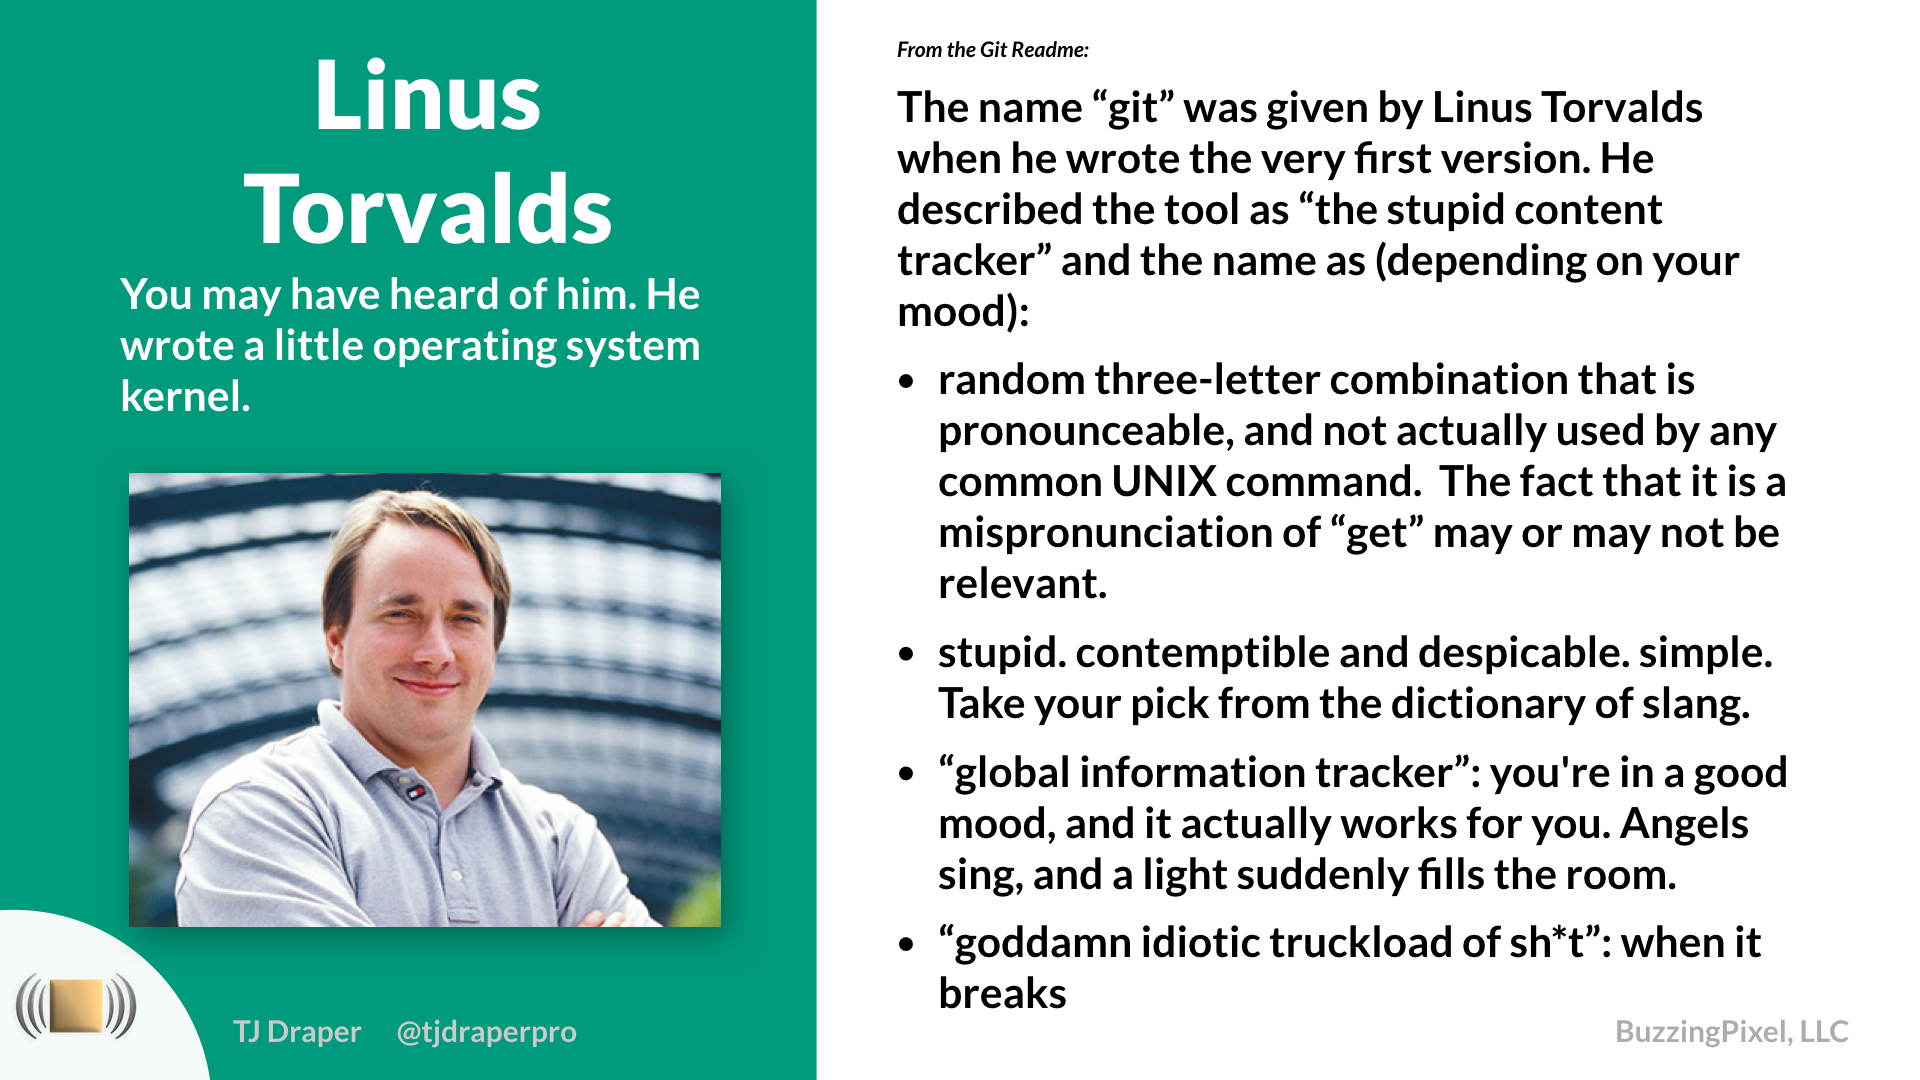 Linus
Torvalds
You may have heard of him. He
wrote a little operating system
kernel.
TJ Draper @tjdraperpro
From the Git Readme:
The name “git” was given by Linus Torvalds
when he wrote the very first version. He
described the tool as “the stupid content
tracker” and the name as (depending on your
mood):
• random three-letter combination that is
pronounceable, and not actually used by any
common UNIX command.  The fact that it is a
mispronunciation of “get” may or may not be
relevant.
• stupid. contemptible and despicable. simple.
Take your pick from the dictionary of slang.
• “global information tracker”: you're in a good
mood, and it actually works for you. Angels
sing, and a light suddenly fills the room.
• “goddamn idiotic truckload of sh*t”: when it
breaks
BuzzingPixel, LLC